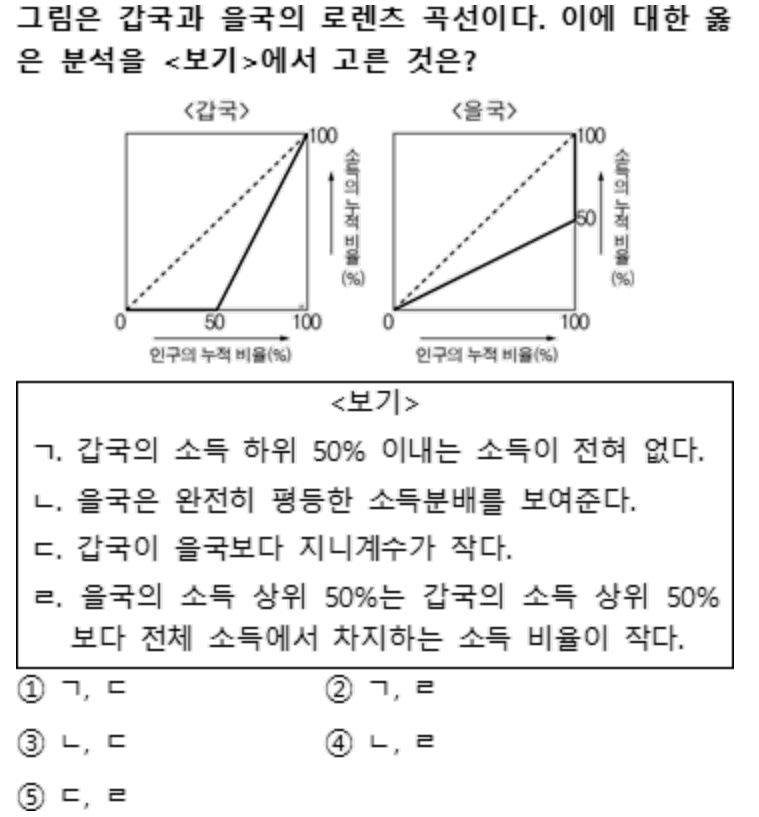 그림은 갑국과 을국의 로렌츠 곡선이다. 이에 대한 옳
은 분석을 <보기>에서 고른 것은?
<갑국>
100
소득의 누적 비율
(%)
0 50 100
인구의 누적 비율(%)
<을국>
100
50
소득의 누적 비율
(%)
0 100
인구의 누적 비율(%)
<보기>
ㄱ. 갑국의 소득 하위 50% 이내는 소득이 전혀 없다.
ㄴ. 을국은 완전히 평등한 소득분배를 보여준다.
ㄷ. 갑국이 을국보다 지니계수가 작다.
ㄹ. 을국의 소득 상위 50%는 갑국의 소득 상위 50%
보다 전체 소득에서 차지하는 소득 비율이 작다.
① ㄱ, ㄷ ② ㄱ, ㄹ
③ ㄴ, ㄷ ④ ㄴ, ㄹ
⑤ ㄷ, ㄹ